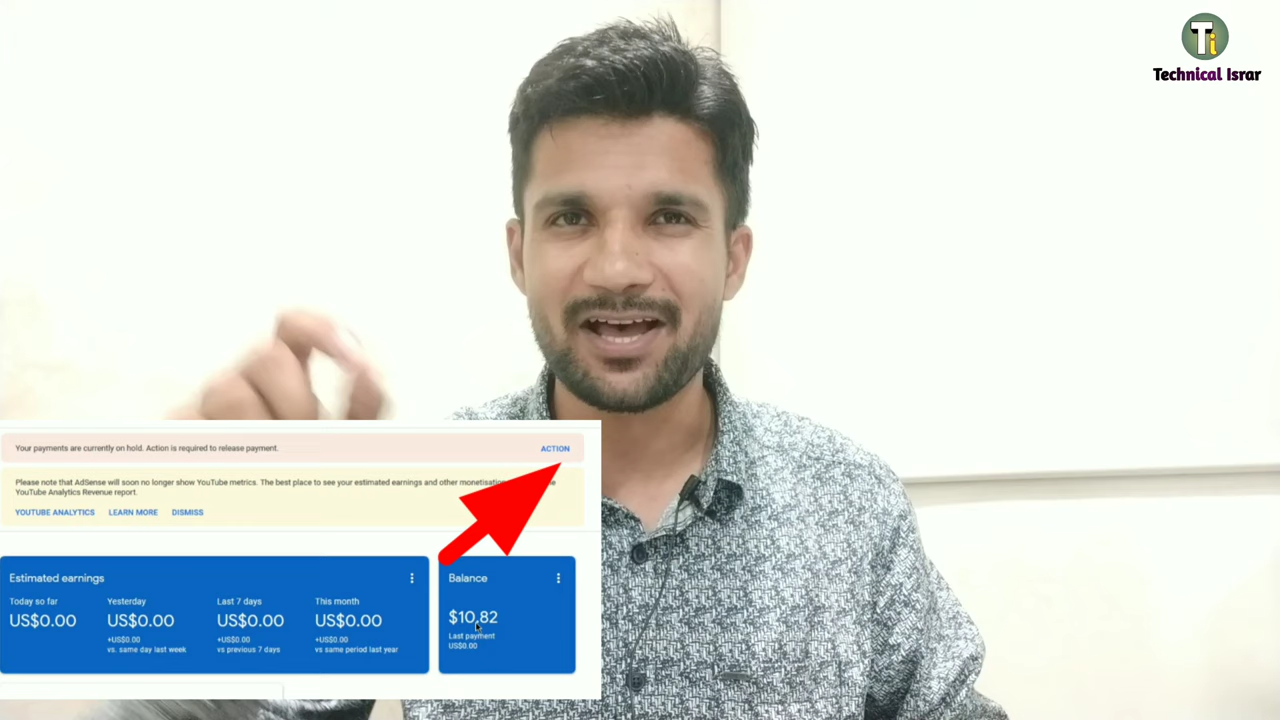 Ti
Technical Israr
Your payments are currently on hold. Action is required to release payment.
ACTION
Please note that AdSense will soon no longer show YouTube metrics. The best place to see your estimated earnings and other monetisation
YouTube Analytics Revenue report.
YOUTUBE ANALYTICS LEARN MORE DISMISS
Estimated earnings
Today so far Yesterday Last 7 days This month
US$0.00 US$0.00 US$0.00 US$0.00
+US$0.00 +US$0.00 +US$0.00
vs. same day last week vs previous 7 days vs same period last year
Balance
$10.82
Last payment
US$0.00